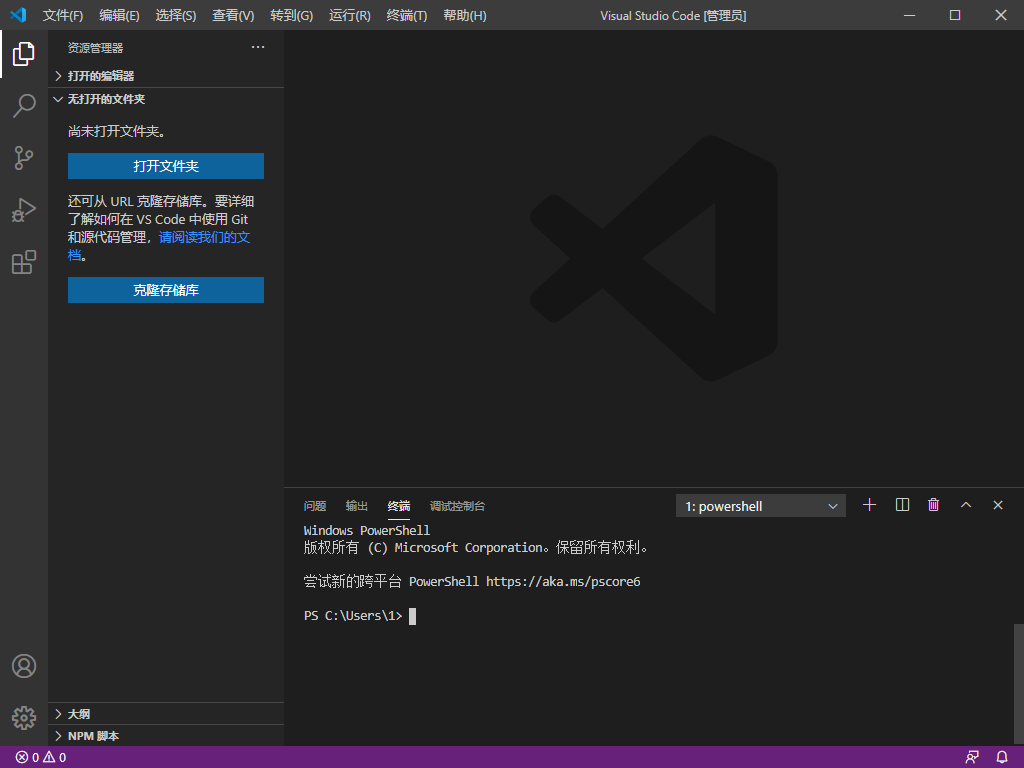 文件(F) 编辑(E) 选择(S) 查看(V) 转到(G) 运行(R) 终端(T) 帮助(H) Visual Studio Code [管理员]
资源管理器
打开的编辑器
无打开的文件夹
尚未打开文件夹。
打开文件夹
还可从 URL 克隆存储库。要详细
了解如何在 VS Code 中使用 Git
和源代码管理，请阅读我们的文
档。
克隆存储库
大纲
NPM 脚本
问题 输出 终端 调试控制台 1: powershell
Windows PowerShell
版权所有 (C) Microsoft Corporation。保留所有权利。
尝试新的跨平台 PowerShell https://aka.ms/pscore6
PS C:\Users\1>
0 0